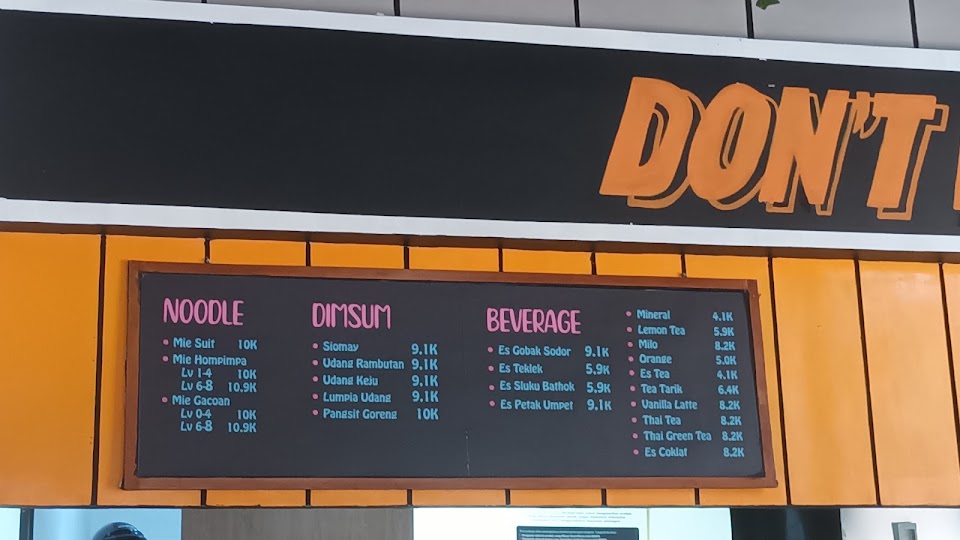 DON'T
NOODLE
Mie Suit 10K
Mie Hompimpa
Lv 1-4 10K
Lv 6-8 10.9K
Mie Gacoan
Lv 0-4 10K
Lv 6-8 10.9K
DIMSUM
Siomay 9.1K
Udang Rambutan 9.1K
Udang Keju 9.1K
Lumpia Udang 9.1K
Pangsit Goreng 10K
BEVERAGE
Es Gobak Sodor 9.1K
Es Teklek 5.9K
Es Sluku Bathok 5.9K
Es Petak Umpet 9.1K
Mineral 4.1K
Lemon Tea 5.9K
Milo 8.2K
Orange 5.0K
Es Tea 4.1K
Tea Tarik 6.4K
Vanilla Latte 8.2K
Thai Tea 8.2K
Thai Green Tea 8.2K
Es Coklat 8.2K